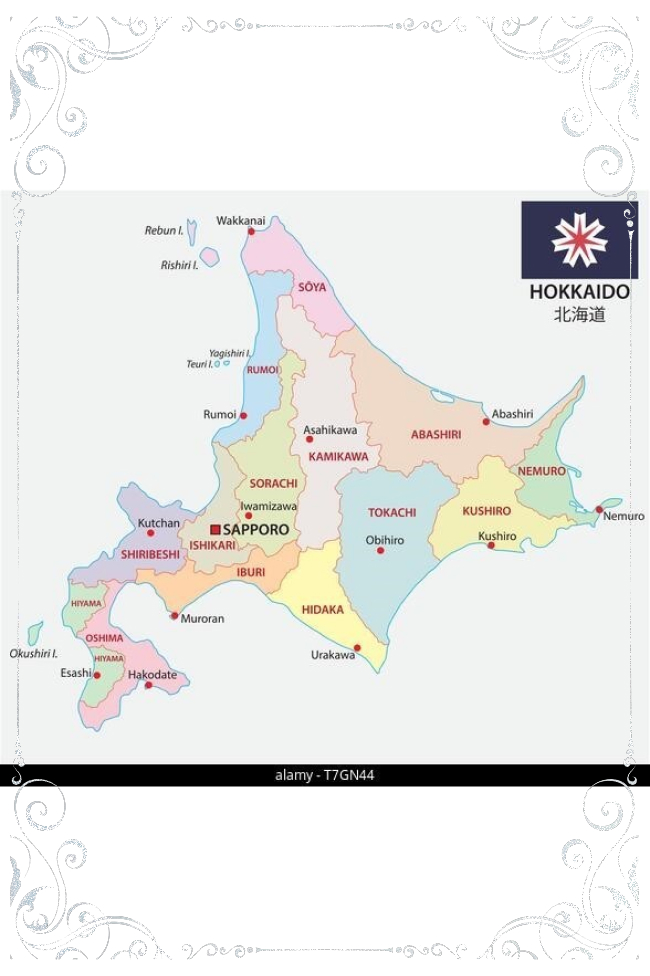 Wakkanai
Rebun I.
Rishiri I.
HOKKAIDO
北海道
SŌYA
Yagishiri I.
Teuri I.
RUMOI
Rumoi
Abashiri
Asahikawa
ABASHIRI
KAMIKAWA
NEMURO
SORACHI
Iwamizawa
TOKACHI
KUSHIRO
Nemuro
Kutchan
SAPPORO
Kushiro
ISHIKARI
Obihiro
SHIRIBESHI
IBURI
HIYAMA
HIDAKA
Muroran
OSHIMA
Okushiri I.
HIYAMA
Urakawa
Esashi
Hakodate
alamy - T7GN44